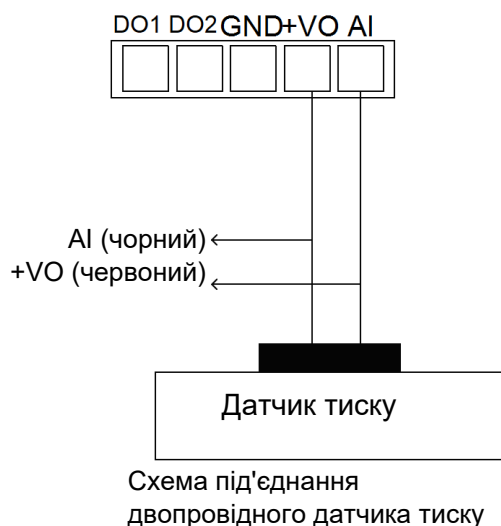 DO1 DO2 GND+VO AI
AI (чорний)
+VO (червоний)
Датчик тиску
Схема під'єднання
двопровідного датчика тиску